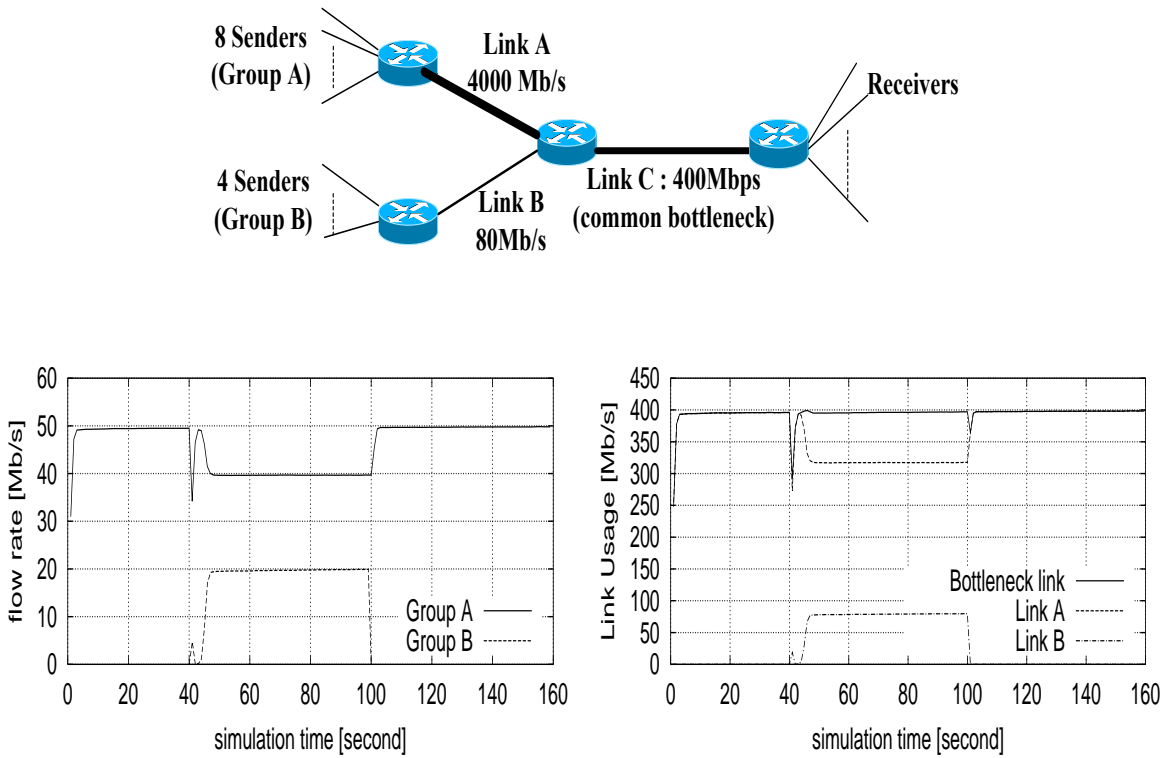 8 Senders
(Group A)
Link A
4000 Mb/s
Receivers
4 Senders
(Group B)
Link B
80Mb/s
Link C : 400Mbps
(common bottleneck)
flow rate [Mb/s]
60
50
40
30
20
10
0
Group A
Group B
0 20 40 60 80 100 120 140 160
simulation time [second]
Link Usage [Mb/s]
450
400
350
300
250
200
150
100
50
0
Bottleneck link
Link A
Link B
0 20 40 60 80 100 120 140 160
simulation time [second]